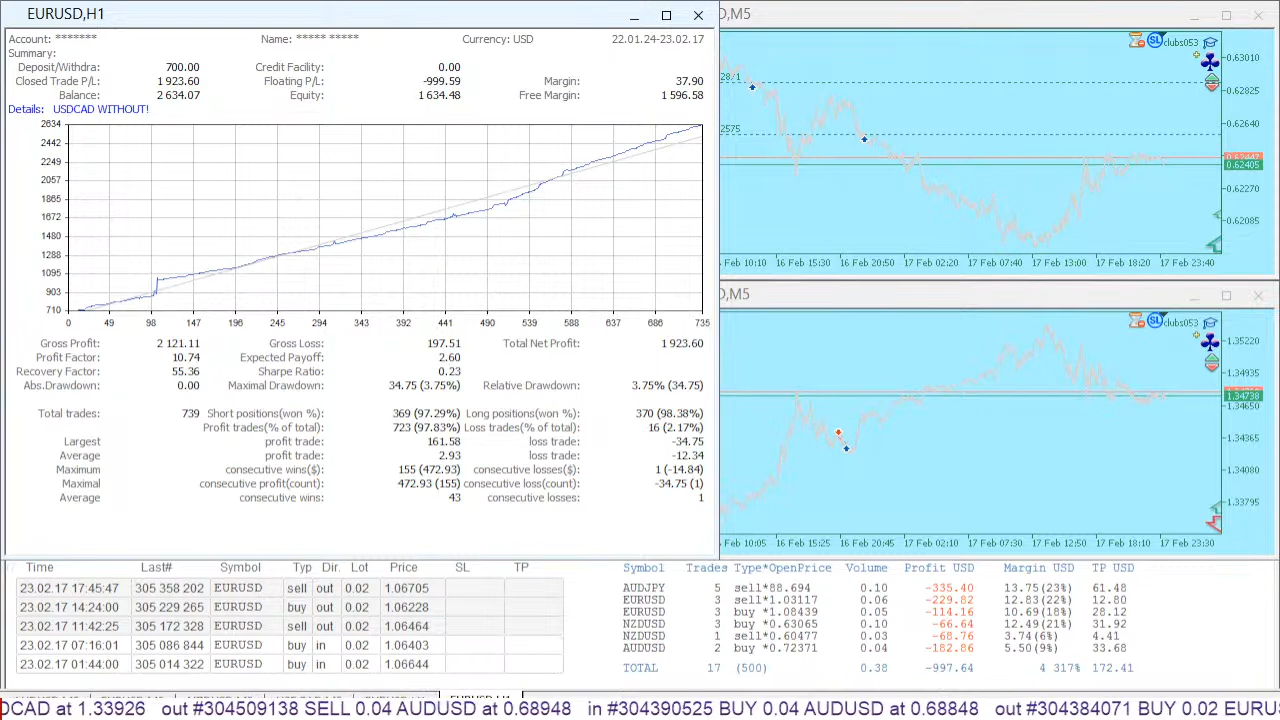 EURUSD,H1
Account: ******* Name: ***** ***** Currency: USD 22.01.24-23.02.17
Summary:
Deposit/Withdra: 700.00 Credit Facility: 0.00
Closed Trade P/L: 1 923.60 Floating P/L: -999.59 Margin: 37.90
Balance: 2 634.07 Equity: 1 634.48 Free Margin: 1 596.58
Details: USDCAD WITHOUT!
2634
2442
2249
2057
1865
1672
1480
1288
1095
903
710
0 49 98 147 196 245 294 343 392 441 490 539 588 637 686 735
Gross Profit: 2 121.11 Gross Loss: 197.51 Total Net Profit: 1 923.60
Profit Factor: 10.74 Expected Payoff: 2.60
Recovery Factor: 55.36 Sharpe Ratio: 0.23
Abs.Drawdown: 0.00 Maximal Drawdown: 34.75 (3.75%) Relative Drawdown: 3.75% (34.75)
Total trades: 739 Short positions(won %): 369 (97.29%) Long positions(won %): 370 (98.38%)
Profit trades(% of total): 723 (97.83%) Loss trades(% of total): 16 (2.17%)
Largest profit trade: 161.58 loss trade: -34.75
Average profit trade: 2.93 loss trade: -12.34
Maximum consecutive wins($): 155 (472.93) consecutive losses($): 1 (-14.84)
Maximal consecutive profit(count): 472.93 (155) consecutive loss(count): -34.75 (1)
Average consecutive wins: 43 consecutive losses: 1
,M5
SL clubs053
28/1
2575
0.63010
0.62825
0.62640
0.62405
0.62270
0.62085
Feb 10:10 16 Feb 15:30 16 Feb 20:50 17 Feb 02:20 17 Feb 07:40 17 Feb 13:00 17 Feb 18:20 17 Feb 23:40
,M5
SL clubs053
1.35220
1.34935
1.34738
1.34650
1.34365
1.34080
1.33795
Feb 10:05 16 Feb 15:25 16 Feb 20:45 17 Feb 02:10 17 Feb 07:30 17 Feb 12:50 17 Feb 18:10 17 Feb 23:30
Time Last# Symbol Typ Dir. Lot Price SL TP
23.02.17 17:45:47 305 358 202 EURUSD sell out 0.02 1.06705
23.02.17 14:24:00 305 229 265 EURUSD buy out 0.02 1.06228
23.02.17 11:42:25 305 172 328 EURUSD sell out 0.02 1.06464
23.02.17 07:16:01 305 086 844 EURUSD buy in 0.02 1.06403
23.02.17 01:44:00 305 014 322 EURUSD buy in 0.02 1.06644
Symbol Trades Type*OpenPrice Volume Profit USD Margin USD TP USD
AUDJPY 5 sell*88.694 0.10 -335.40 13.75(23%) 61.48
EURUSD 3 sell*1.03117 0.06 -229.82 12.83(22%) 12.80
EURUSD 3 buy *1.08439 0.05 -114.16 10.69(18%) 28.12
NZDUSD 3 buy *0.63065 0.10 -66.64 12.49(21%) 31.92
NZDUSD 1 sell*0.60477 0.03 -68.76 3.74(6%) 4.41
AUDUSD 2 buy *0.72371 0.04 -182.86 5.50(9%) 33.68
TOTAL 17 (500) 0.38 -997.64 4 317% 172.41
DCAD at 1.33926 out #304509138 SELL 0.04 AUDUSD at 0.68948 in #304390525 BUY 0.04 AUDUSD at 0.68848 out #304384071 BUY 0.02 EURUS